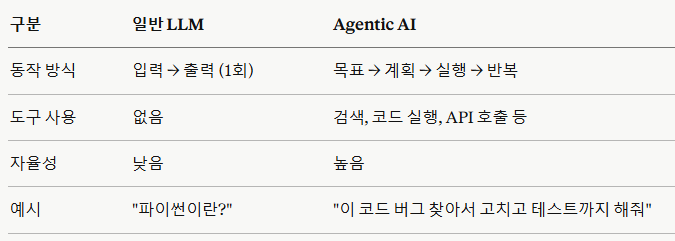 구분 일반 LLM Agentic AI
동작 방식 입력 → 출력 (1회) 목표 → 계획 → 실행 → 반복
도구 사용 없음 검색, 코드 실행, API 호출 등
자율성 낮음 높음
예시 "파이썬이란?" "이 코드 버그 찾아서 고치고 테스트까지 해줘"